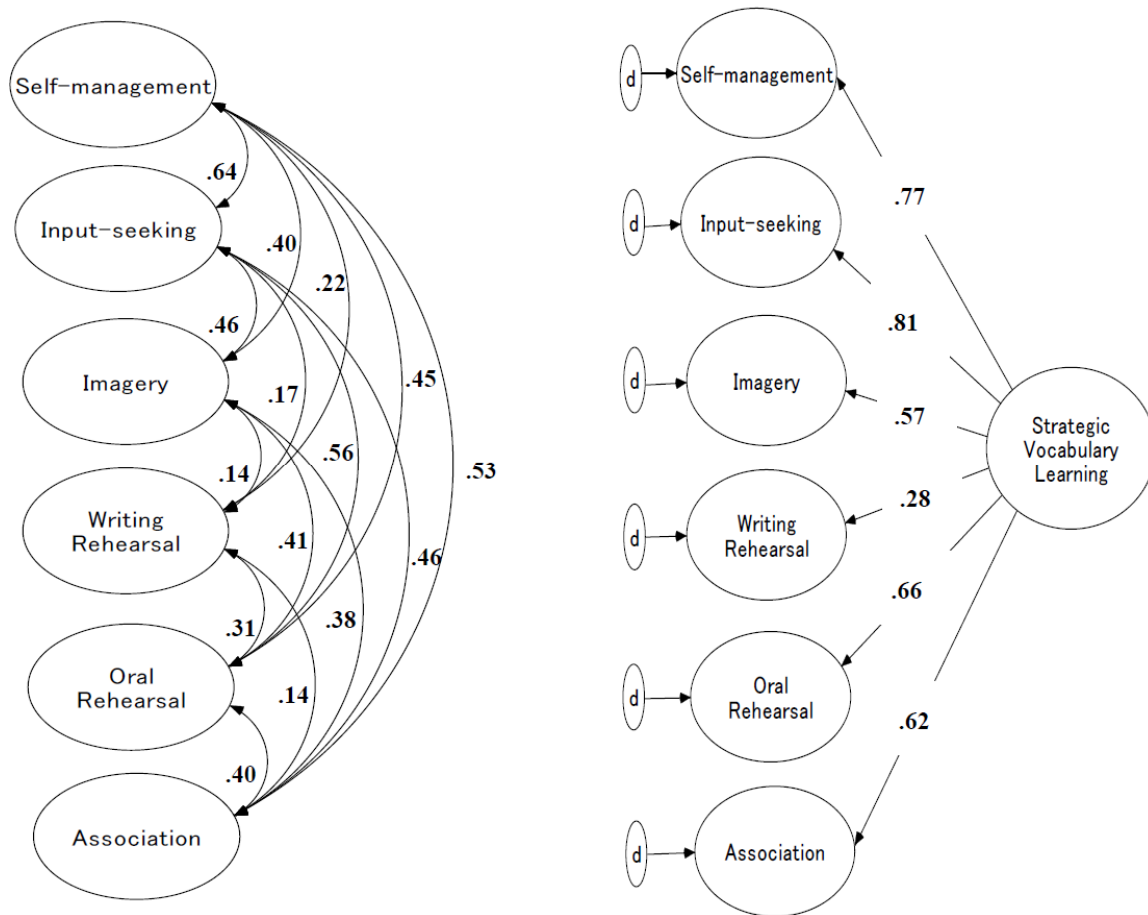 Self-management
.64
Input-seeking
.40
.22
.46
Imagery
.17
.45
.14
.56
.53
Writing
Rehearsal
.41
.46
.31
.38
Oral
Rehearsal
.14
.40
Association
d
Self-management
.77
d
Input-seeking
.81
d
Imagery
.57
Strategic
Vocabulary
Learning
d
Writing
Rehearsal
.28
.66
d
Oral
Rehearsal
.62
d
Association